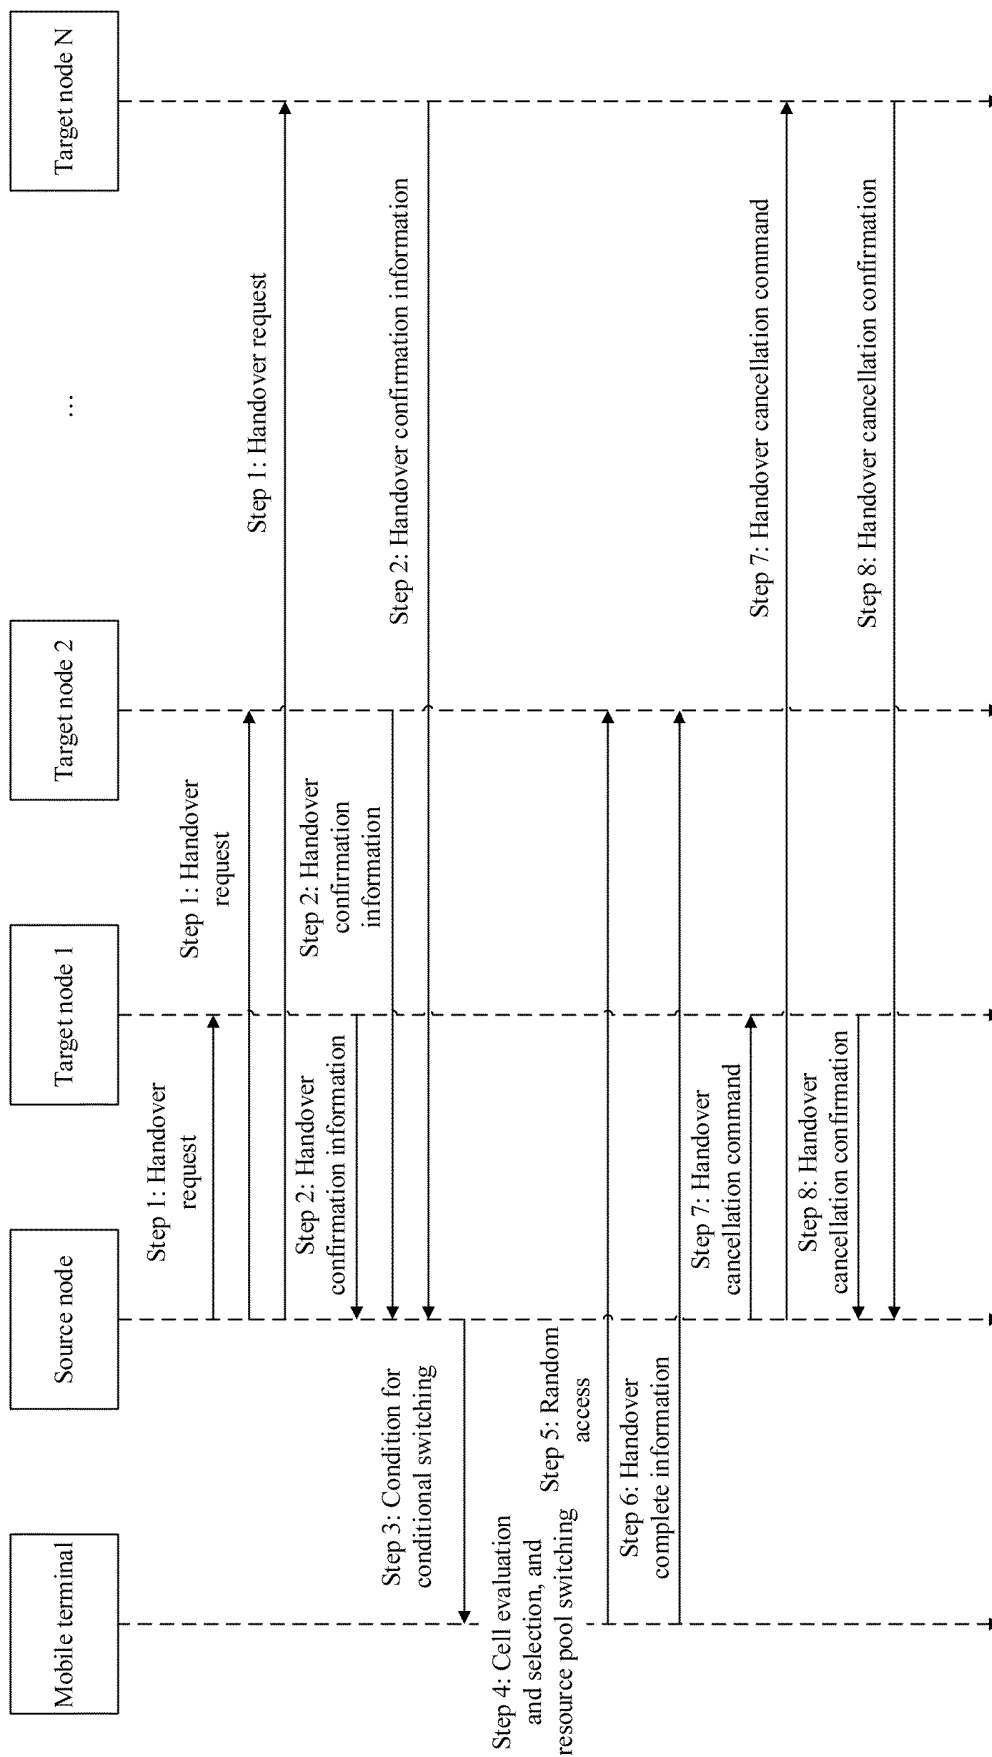 Mobile terminal
Source node
Target node 1
Target node 2
...
Target node N
Step 1: Handover
request
Step 1: Handover
request
Step 1: Handover request
Step 2: Handover
confirmation information
Step 2: Handover
confirmation
information
Step 2: Handover confirmation information
Step 3: Condition for
conditional switching
Step 4: Cell evaluation
and selection, and
resource pool switching
Step 5: Random
access
Step 6: Handover
complete information
Step 7: Handover
cancellation command
Step 7: Handover cancellation command
Step 8: Handover
cancellation confirmation
Step 8: Handover cancellation confirmation